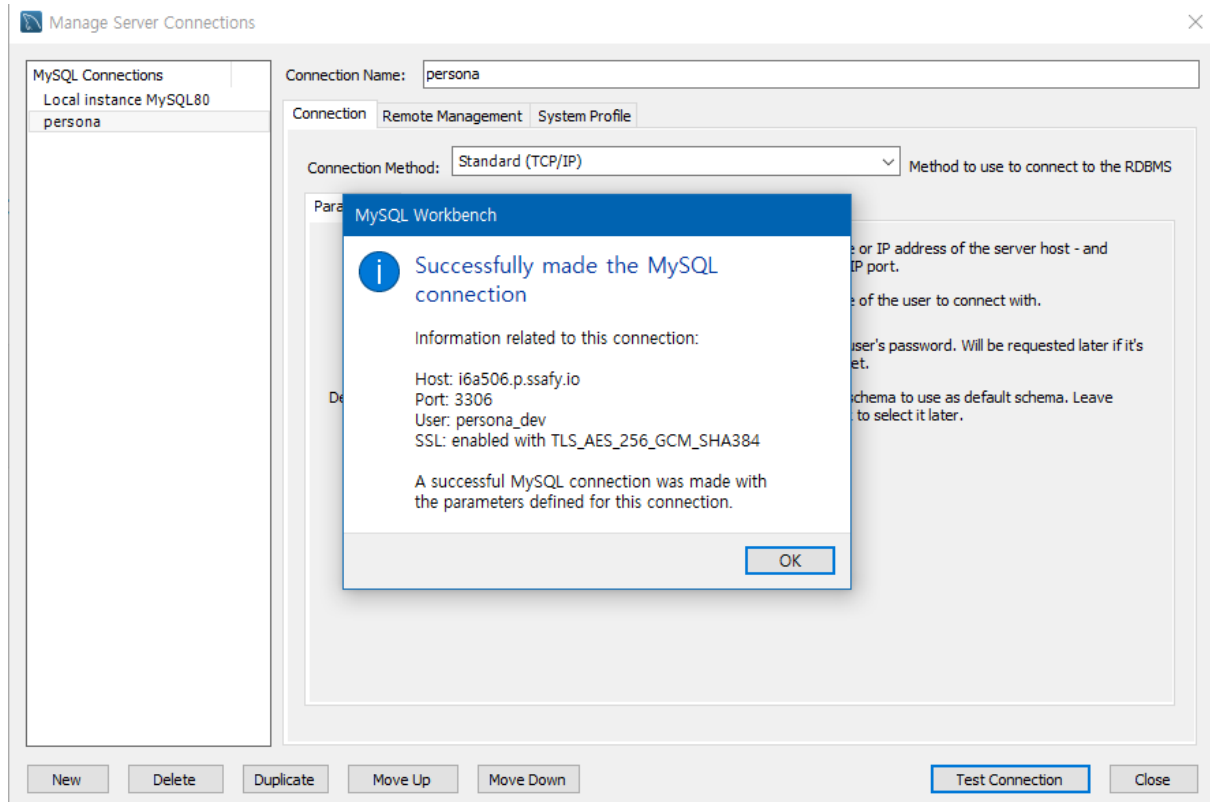 Manage Server Connections
MySQL Connections
Local instance MySQL80
persona
Connection Name: persona
Connection Remote Management System Profile
Connection Method: Standard (TCP/IP) Method to use to connect to the RDBMS
MySQL Workbench
Successfully made the MySQL
connection
Information related to this connection:
Host: i6a506.p.ssafy.io
Port: 3306
User: persona_dev
SSL: enabled with TLS_AES_256_GCM_SHA384
A successful MySQL connection was made with
the parameters defined for this connection.
OK
or IP address of the server host - and
IP port.
of the user to connect with.
user's password. Will be requested later if it's
schema to use as default schema. Leave
to select it later.
New Delete Duplicate Move Up Move Down Test Connection Close